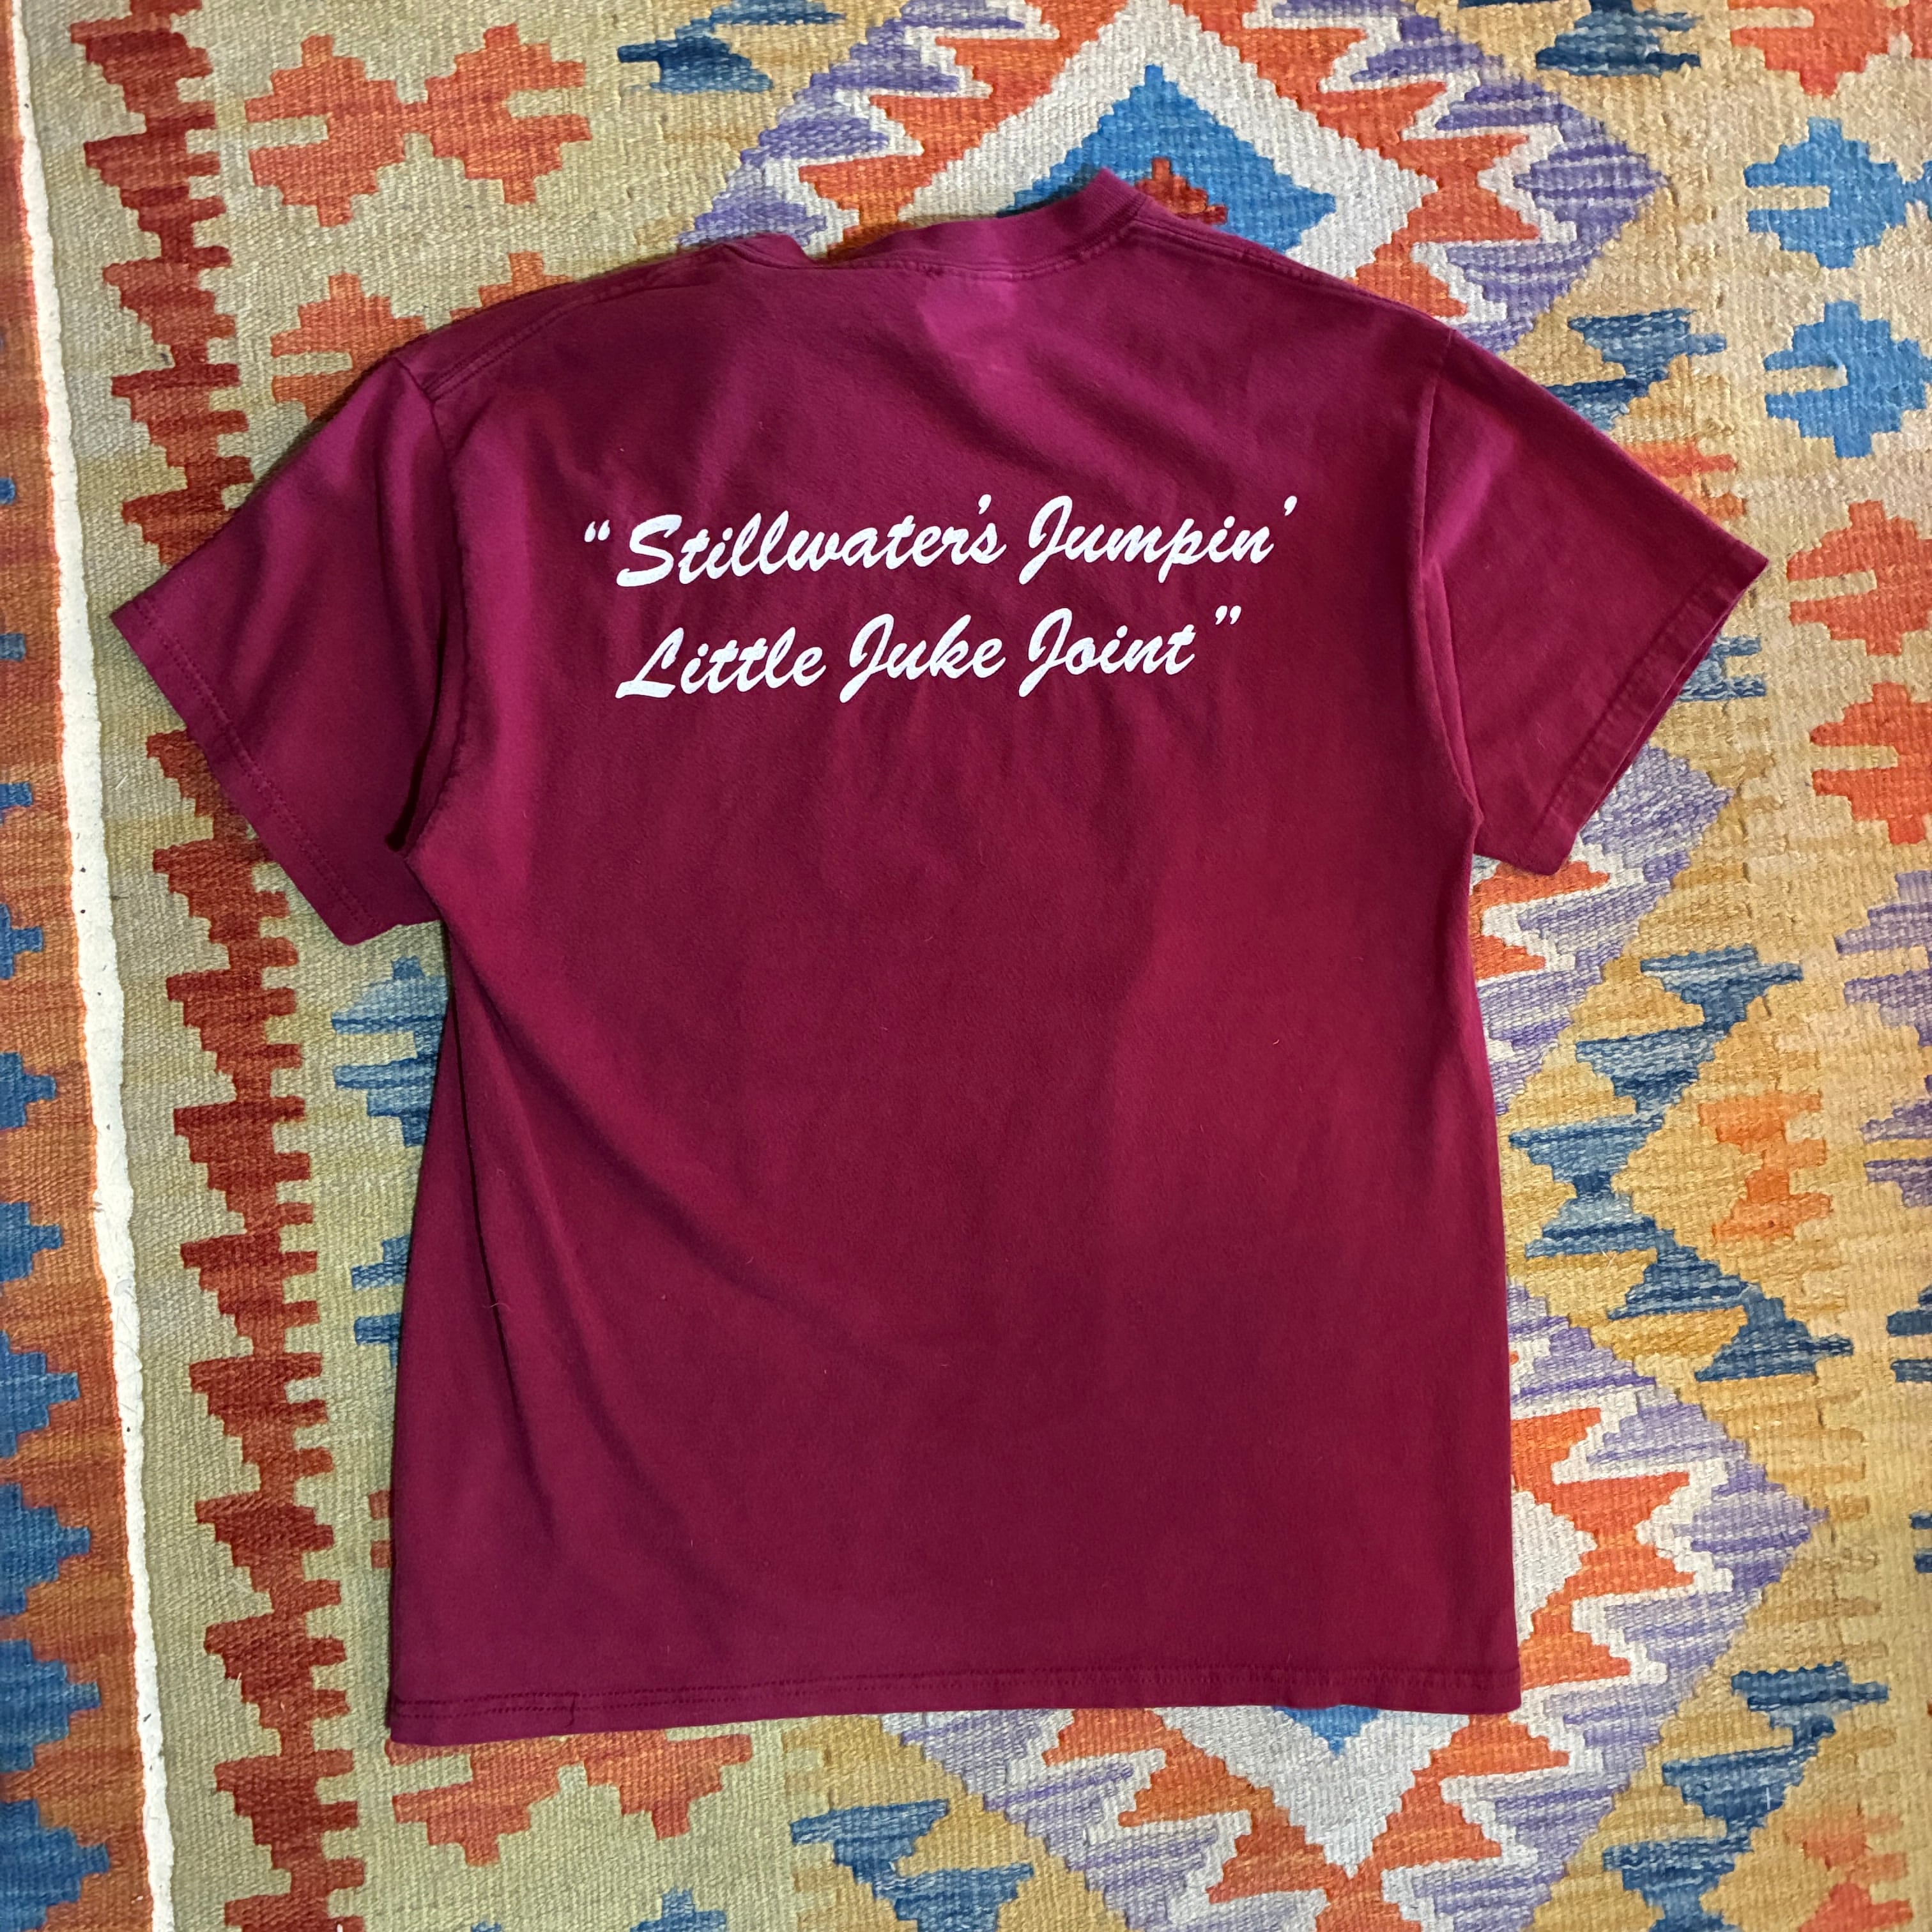 “Stillwater's Jumpin'
Little Juke Joint”